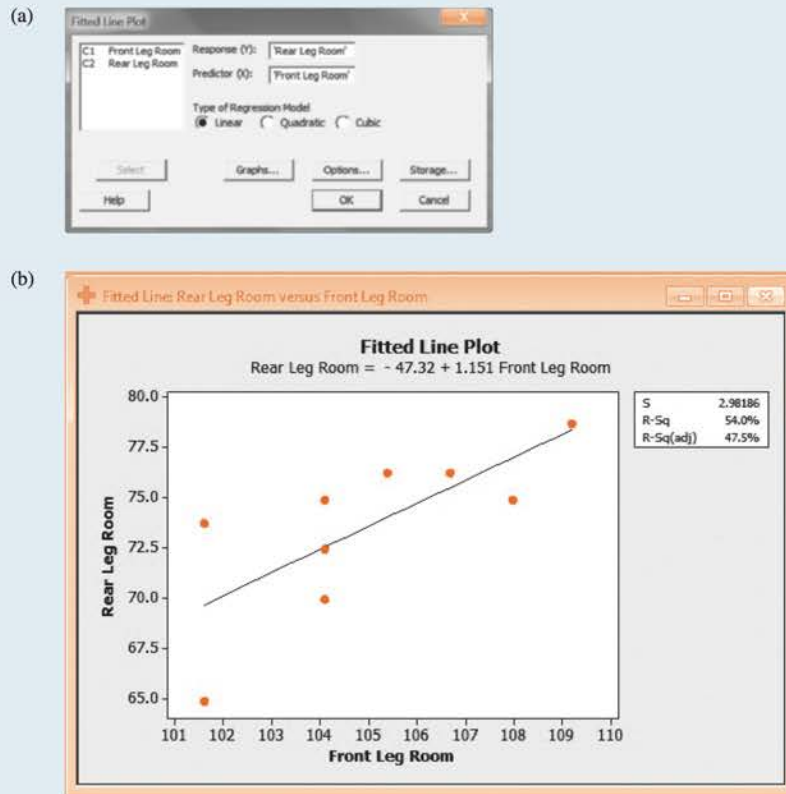 (a)
Fitted Line Plot
C1 Front Leg Room
C2 Rear Leg Room
Response (Y): 'Rear Leg Room'
Predictor (X): 'Front Leg Room'
Type of Regression Model
Linear Quadratic Cubic
Select Graphs... Options... Storage...
Help OK Cancel
(b)
Fitted Line: Rear Leg Room versus Front Leg Room
Fitted Line Plot
Rear Leg Room = - 47.32 + 1.151 Front Leg Room
S 2.98186
R-Sq 54.0%
R-Sq(adj) 47.5%
80.0
77.5
75.0
72.5
70.0
67.5
65.0
Rear Leg Room
101 102 103 104 105 106 107 108 109 110
Front Leg Room